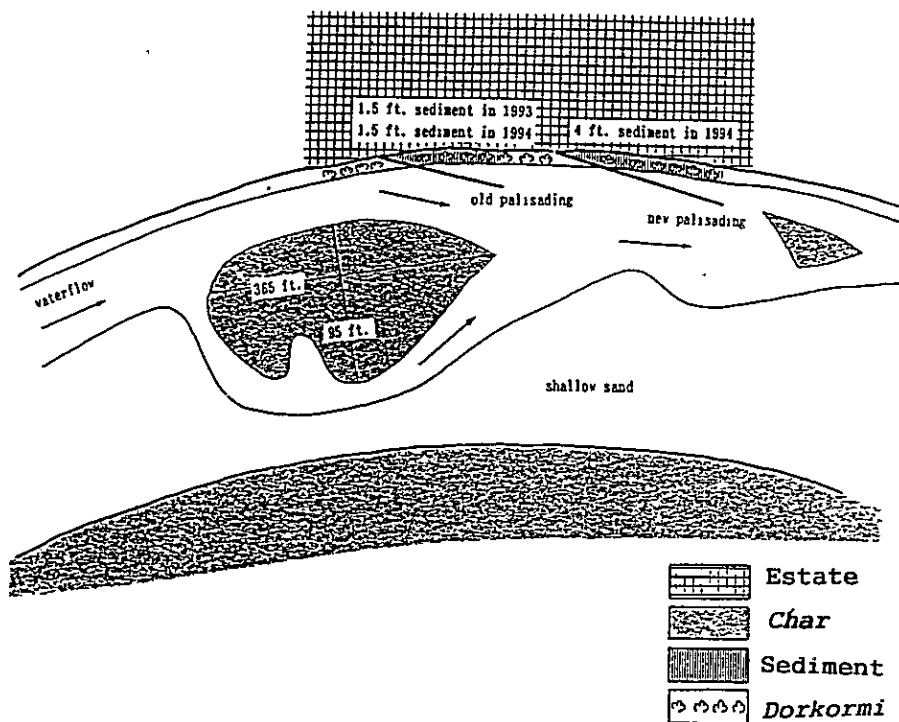 1.5 ft. sediment in 1993
1.5 ft. sediment in 1994
4 ft. sediment in 1994
old palisading
new palisading
waterflow
365 ft.
95 ft.
shallow sand
Estate
Char
Sediment
Dorkormi